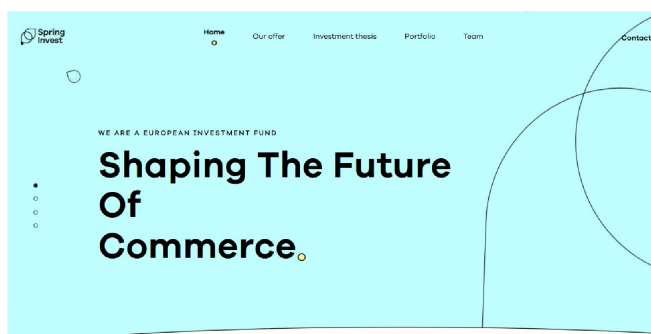 Spring
Invest
Home
Our offer
Investment thesis
Portfolio
Team
Contact
WE ARE A EUROPEAN INVESTMENT FUND
Shaping The Future
Of
Commerce